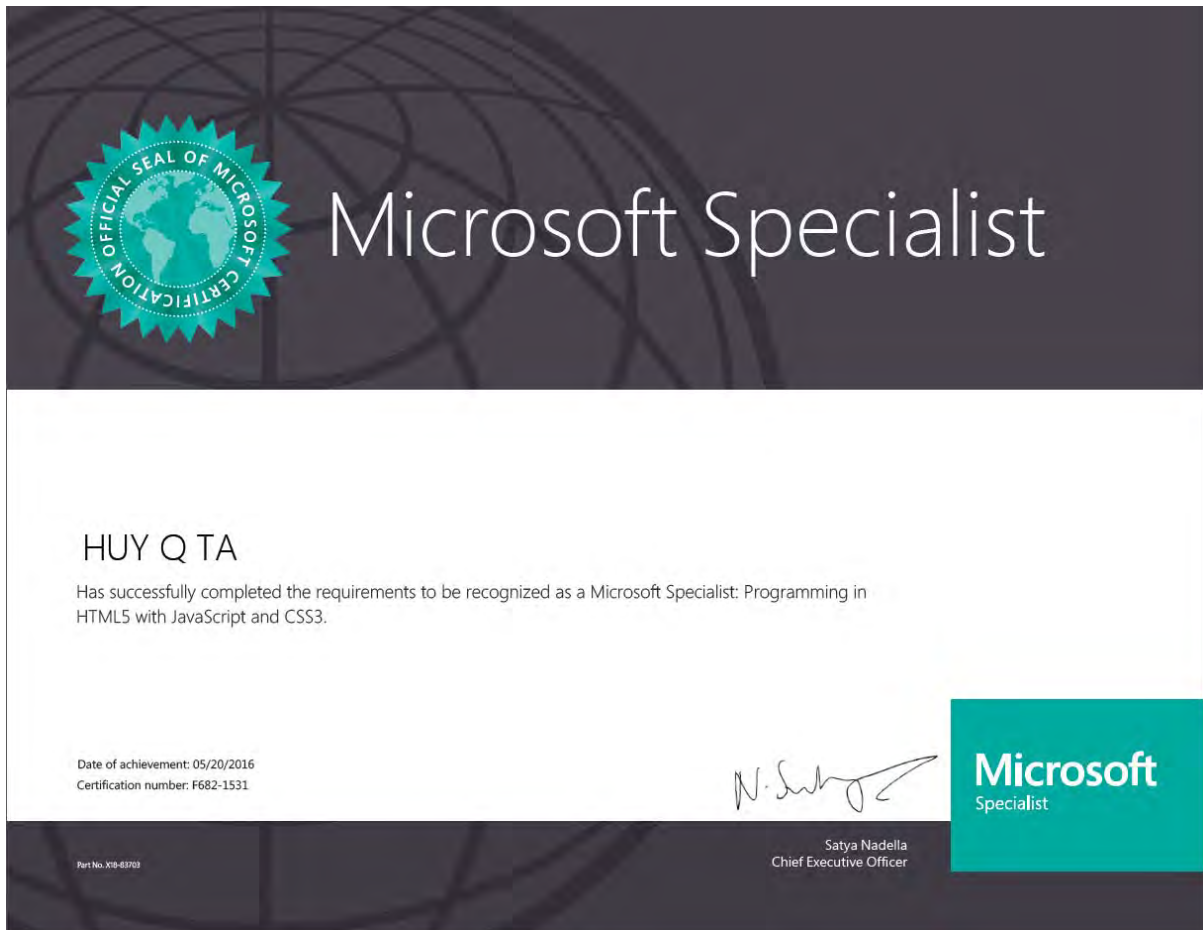 OFFICIAL SEAL OF MICROSOFT CERTIFICATION
Microsoft Specialist
HUY Q TA
Has successfully completed the requirements to be recognized as a Microsoft Specialist: Programming in
HTML5 with JavaScript and CSS3.
Date of achievement: 05/20/2016
Certification number: F682-1531
Microsoft
Specialist
Satya Nadella
Chief Executive Officer
Part No. X18-83703